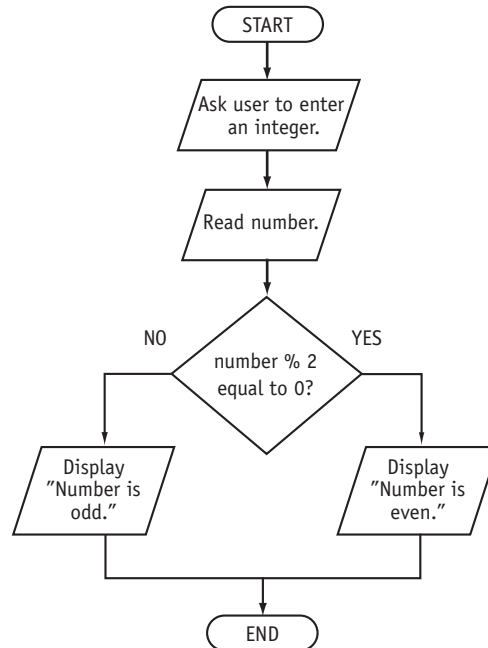 START
Ask user to enter
an integer.
Read number.
NO
YES
number % 2
equal to 0?
Display
"Number is
odd."
Display
"Number is
even."
END